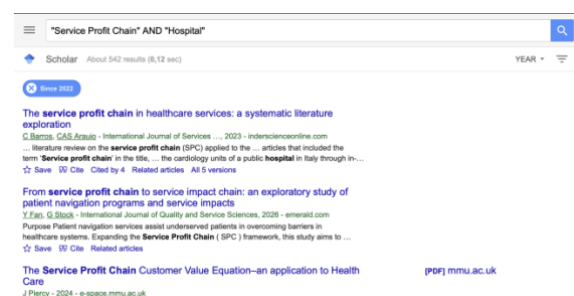 "Service Profit Chain" AND "Hospital"
Scholar About 542 results (0,12 sec) YEAR
Since 2022
The service profit chain in healthcare services: a systematic literature
exploration
C Barros, CAS Araujo - International Journal of Services ..., 2023 - inderscienceonline.com
... literature review on the service profit chain (SPC) applied to the ... articles that included the
term 'Service profit chain' in the title, ... the cardiology units of a public hospital in Italy through in-...
Save Cite Cited by 4 Related articles All 5 versions
From service profit chain to service impact chain: an exploratory study of
patient navigation programs and service impacts
Y Fan, G Stock - International Journal of Quality and Service Sciences, 2026 - emerald.com
Purpose Patient navigation services assist underserved patients in overcoming barriers in
healthcare systems. Expanding the Service Profit Chain ( SPC ) framework, this study aims to ...
Save Cite Related articles
The Service Profit Chain Customer Value Equation–an application to Health [PDF] mmu.ac.uk
Care
J Piercy - 2024 - e-space.mmu.ac.uk